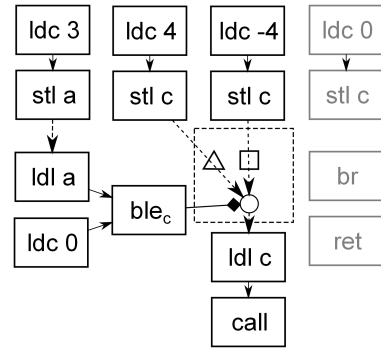 ldc 3 ldc 4 ldc -4 ldc 0
stl a stl c stl c stl c
ldl a br
ble_c
ldc 0 ret
ldl c
call